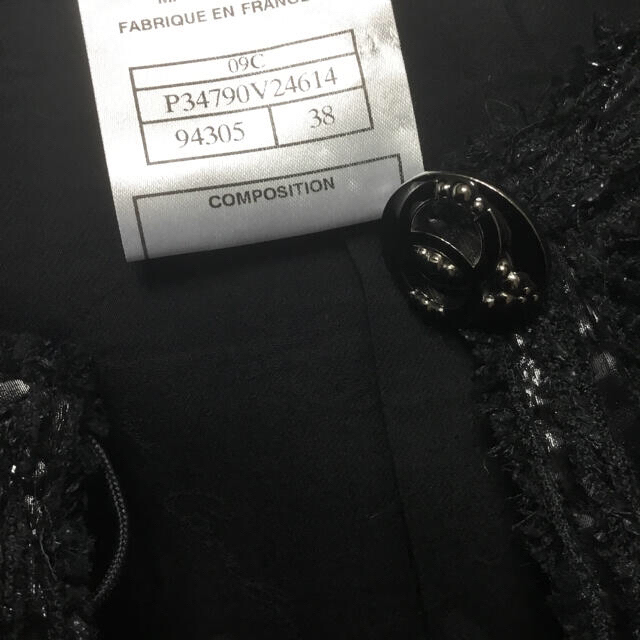 FABRIQUE EN FRANCE
09C
P34790V24614
94305 38
COMPOSITION